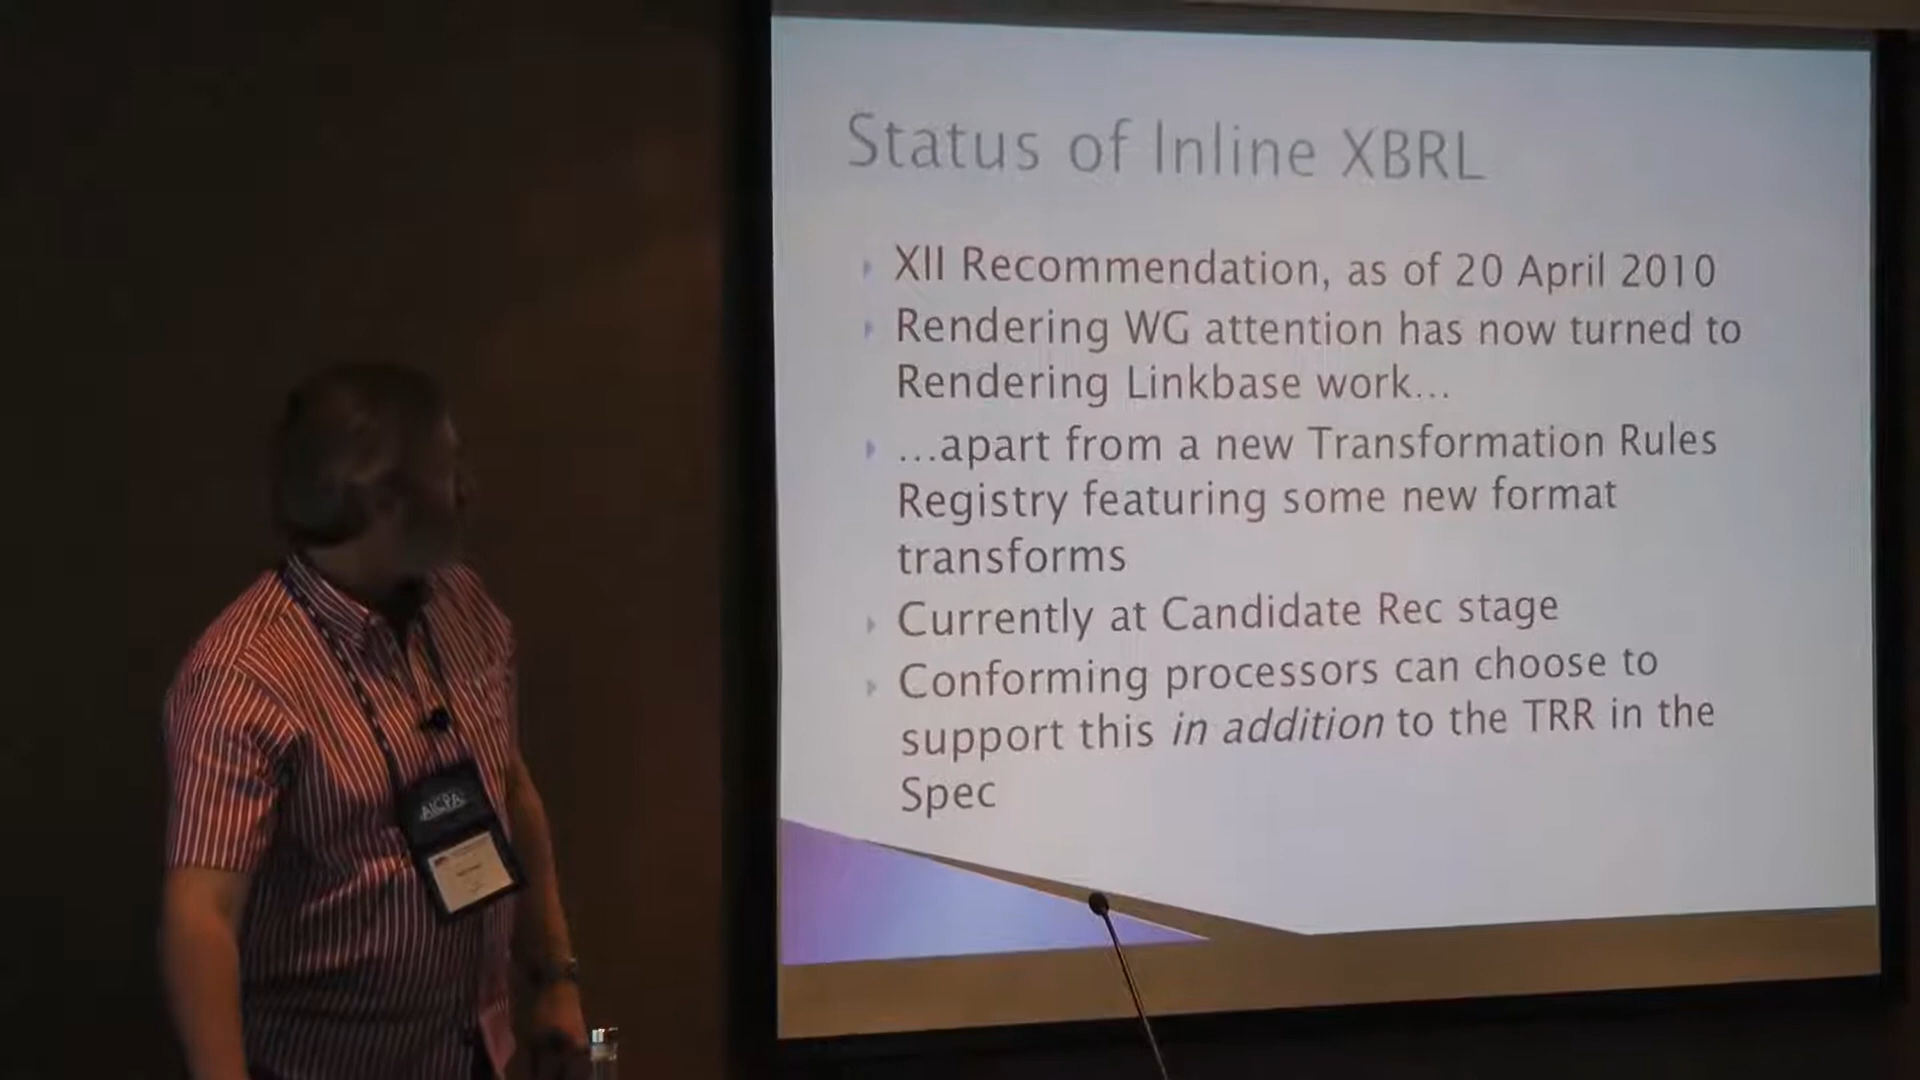 Status of Inline XBRL
XII Recommendation, as of 20 April 2010
Rendering WG attention has now turned to
Rendering Linkbase work...
...apart from a new Transformation Rules
Registry featuring some new format
transforms
Currently at Candidate Rec stage
Conforming processors can choose to
support this in addition to the TRR in the
Spec
AICPA